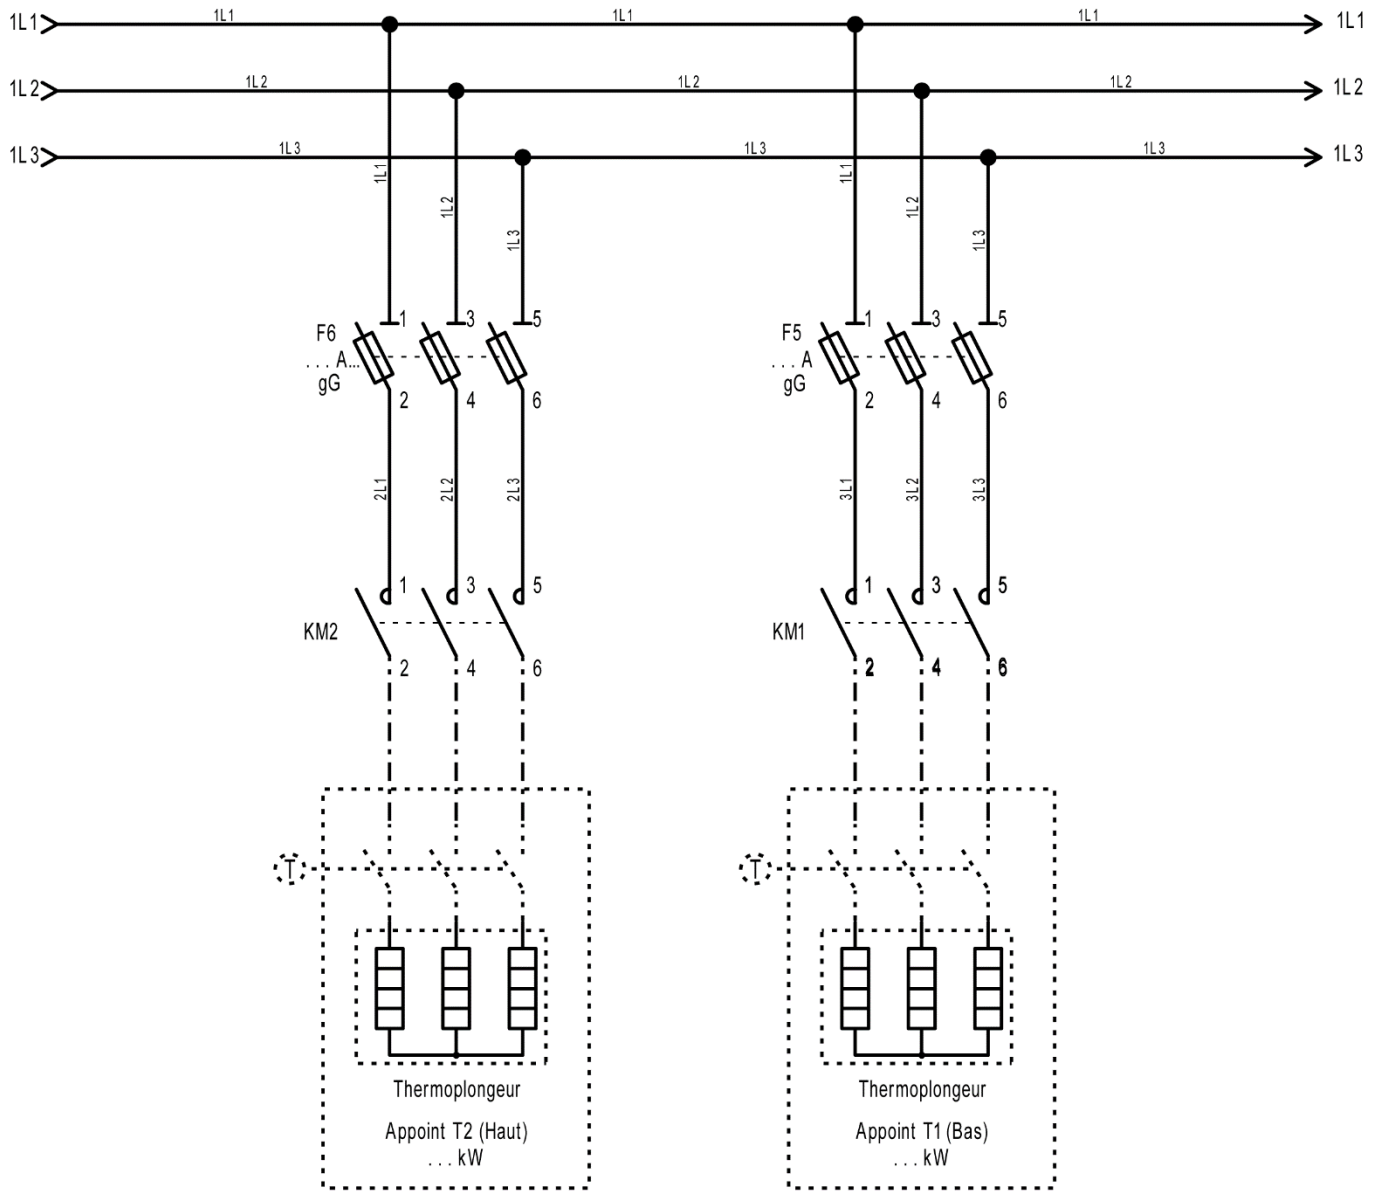 1L1 1L1 1L1 1L1 1L1
1L2 1L2 1L2 1L2 1L2
1L3 1L3 1L3 1L3 1L3
1L1 1L2 1L3 1L1 1L2 1L3
1 3 5 1 3 5
F6 F5
. . . A... . . . A
gG gG
2 4 6 2 4 6
2L1 2L2 2L3 3L1 3L2 3L3
1 3 5 1 3 5
KM2 KM1
2 4 6 2 4 6
T T
Thermoplongeur Thermoplongeur
Appoint T2 (Haut) Appoint T1 (Bas)
. . . kW . . . kW